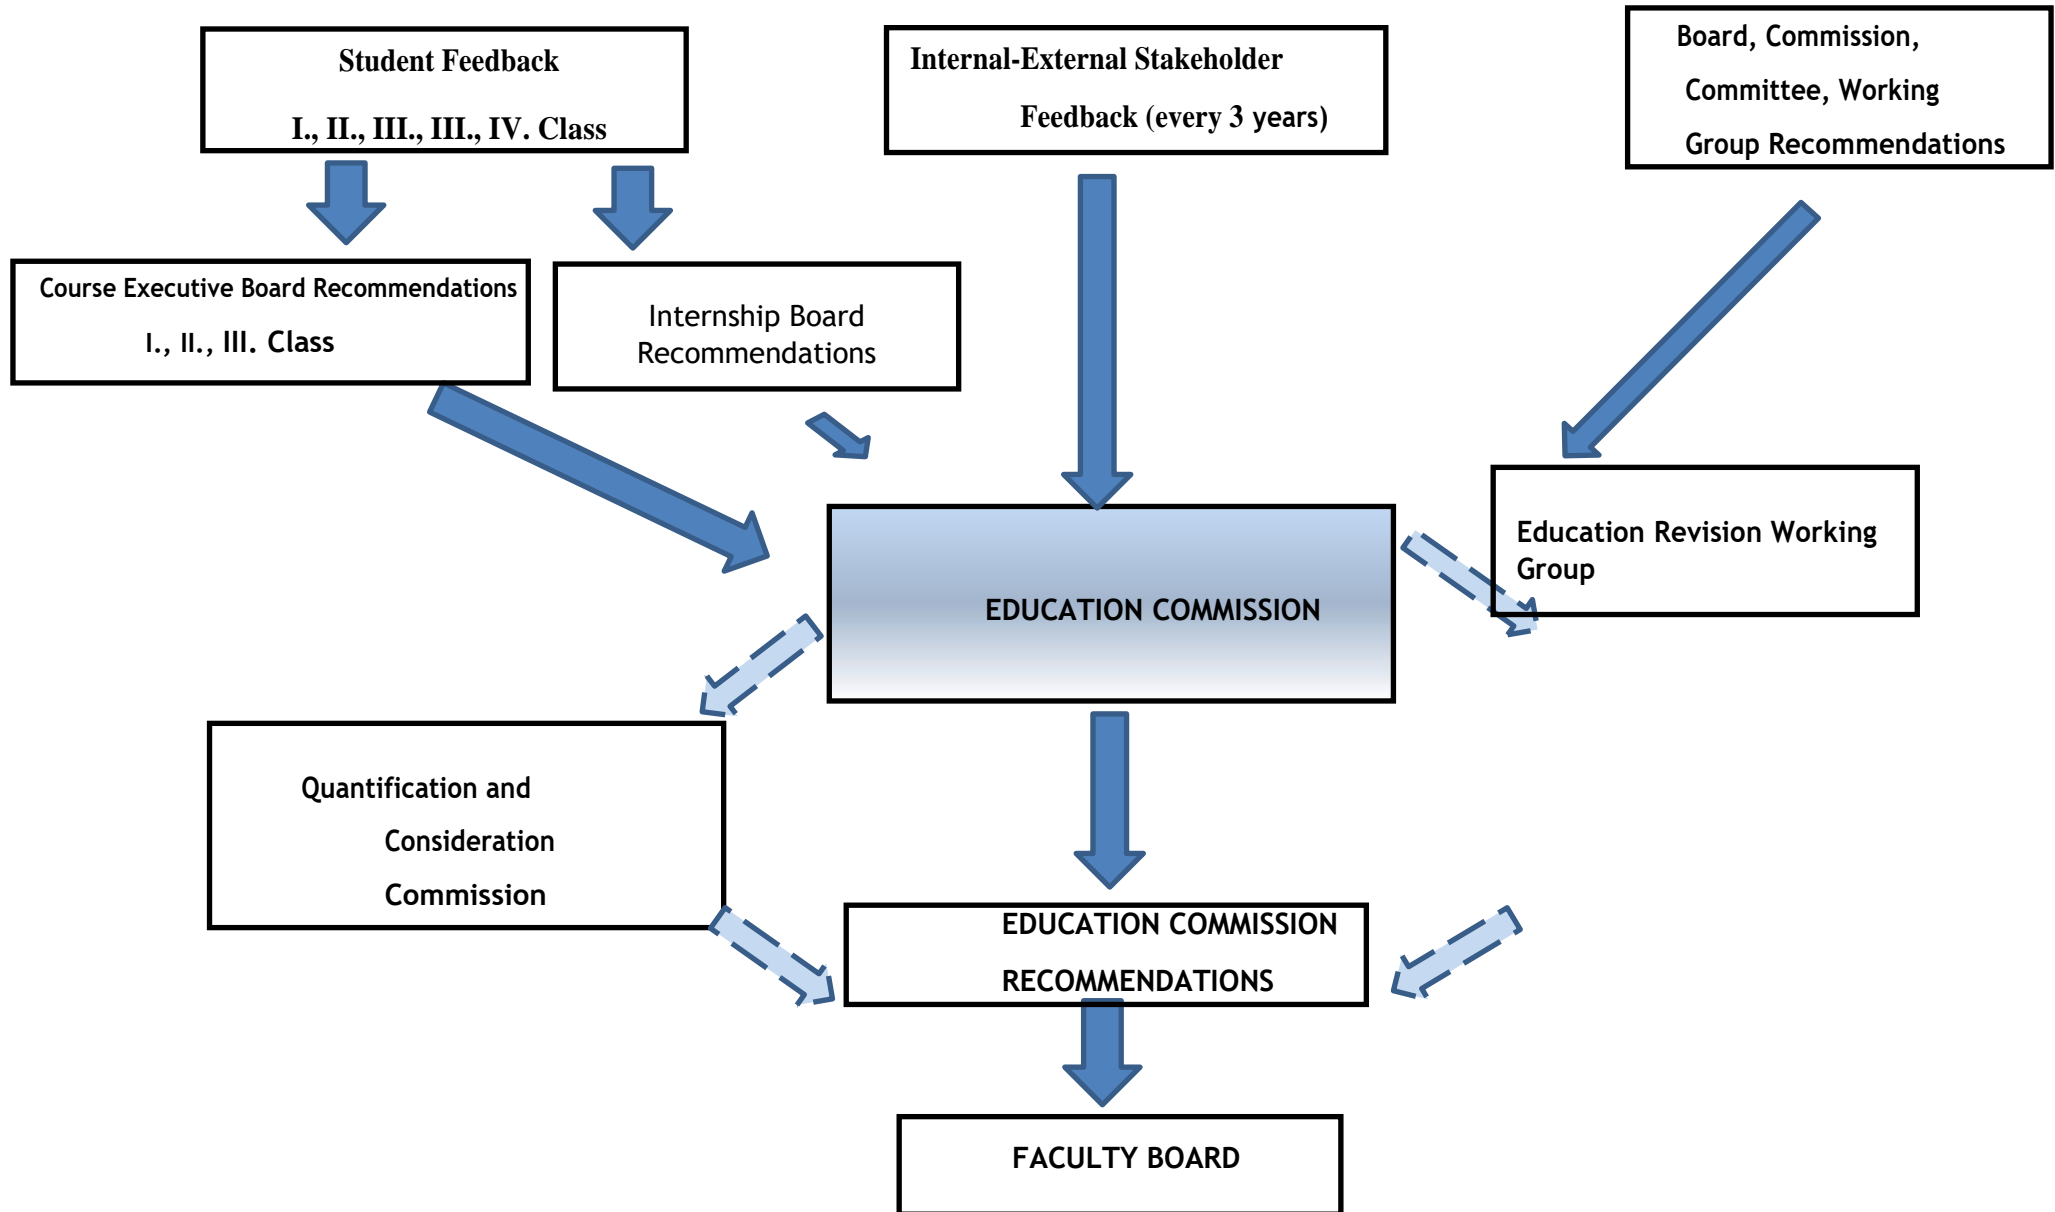 Student Feedback
I., II., III., III., IV. Class
Internal-External Stakeholder
Feedback (every 3 years)
Board, Commission,
Committee, Working
Group Recommendations
Course Executive Board Recommendations
I., II., III. Class
Internship Board
Recommendations
Education Revision Working
Group
EDUCATION COMMISSION
Quantification and
Consideration
Commission
EDUCATION COMMISSION
RECOMMENDATIONS
FACULTY BOARD